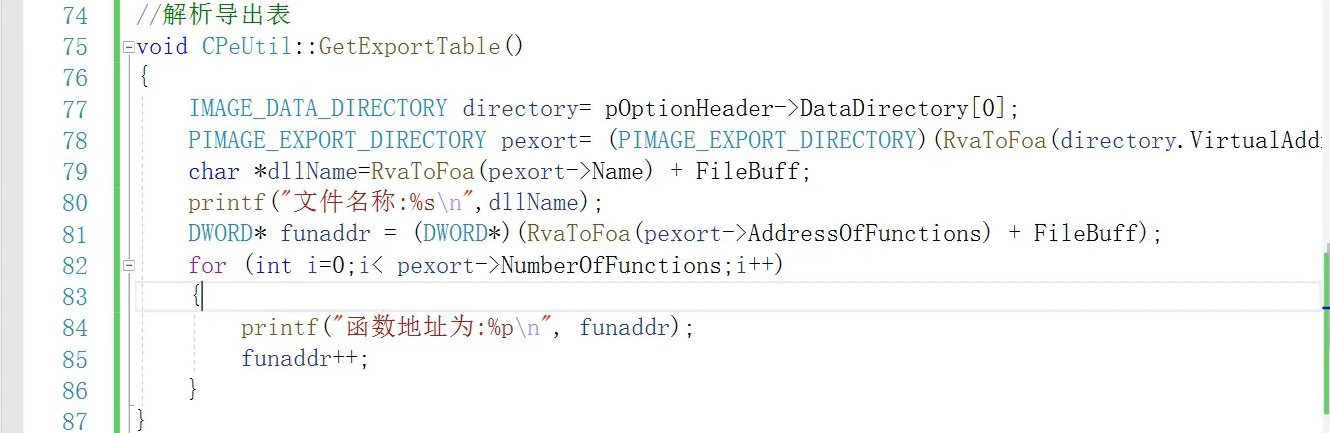 74 //解析导出表
75 void CPeUtil::GetExportTable()
76 {
77 IMAGE_DATA_DIRECTORY directory= pOptionHeader->DataDirectory[0];
78 PIMAGE_EXPORT_DIRECTORY pexort= (PIMAGE_EXPORT_DIRECTORY)(RvaToFoa(directory.VirtualAdd
79 char *dllName=RvaToFoa(pexort->Name) + FileBuff;
80 printf("文件名称:%s\n",dllName);
81 DWORD* funaddr = (DWORD*)(RvaToFoa(pexort->AddressOfFunctions) + FileBuff);
82 for (int i=0;i< pexort->NumberOfFunctions;i++)
83 {
84 printf("函数地址为:%p\n", funaddr);
85 funaddr++;
86 }
87 }